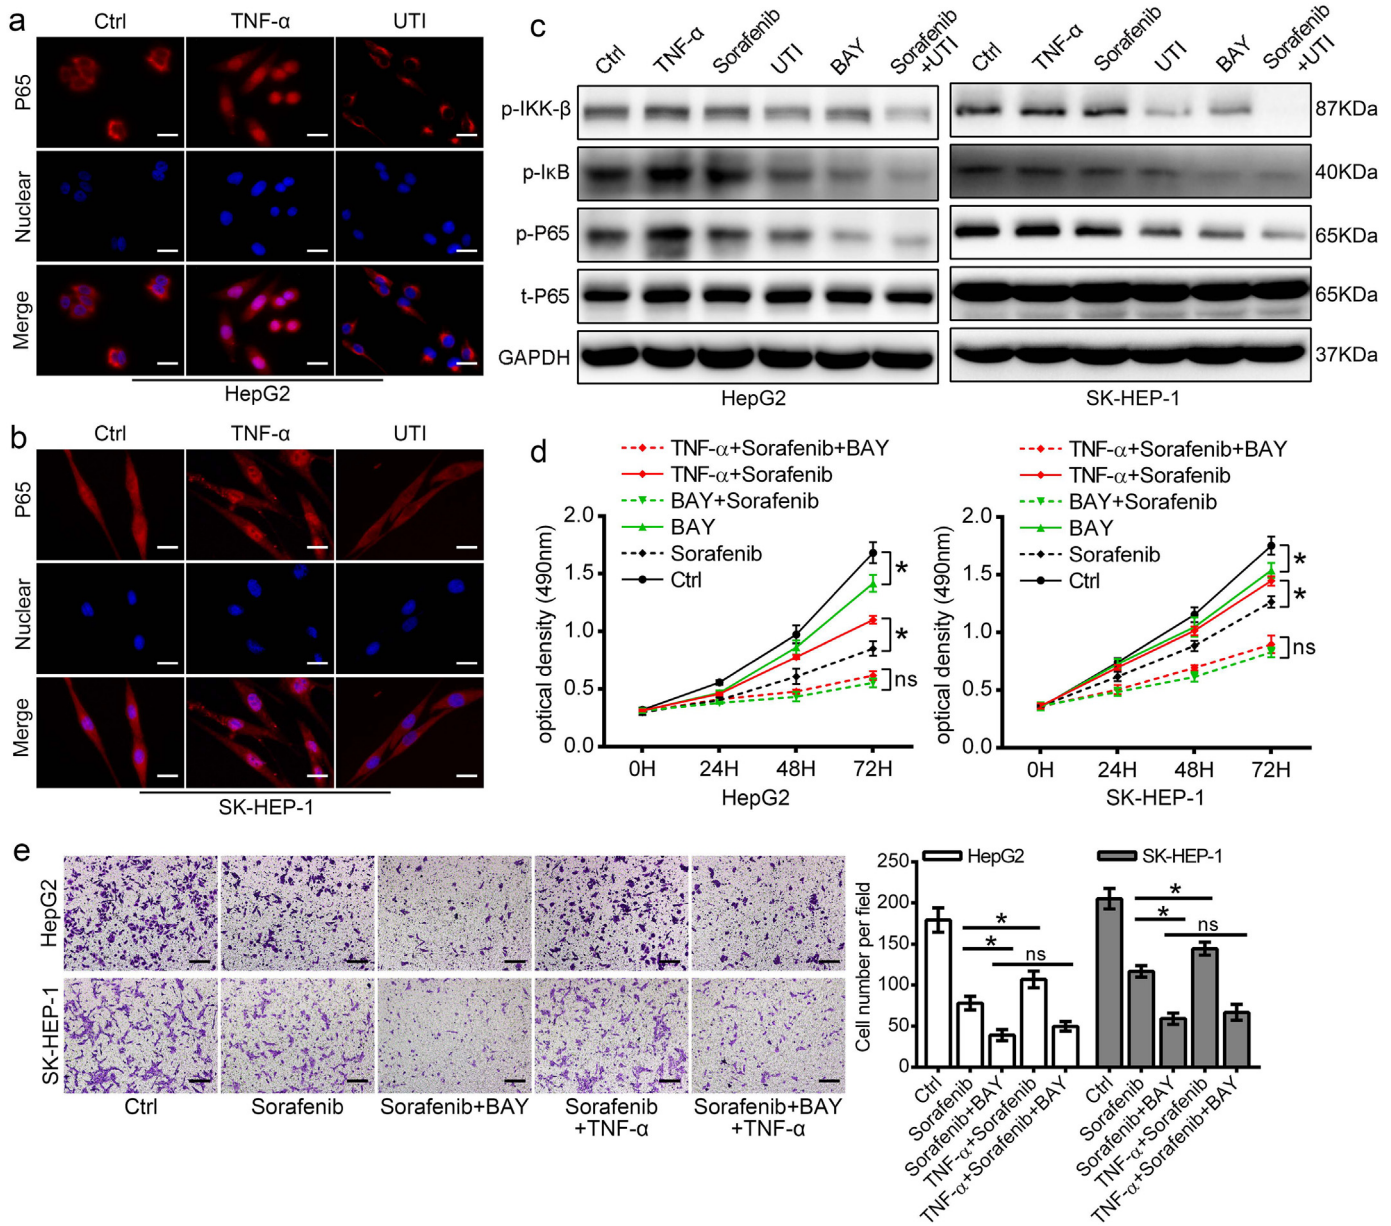 a
Ctrl TNF-α UTI
P65
Nuclear
Merge
HepG2
b
Ctrl TNF-α UTI
P65
Nuclear
Merge
SK-HEP-1
c
Ctrl TNF-α Sorafenib UTI BAY Sorafenib +UTI
Ctrl TNF-α Sorafenib UTI BAY Sorafenib +UTI
p-IKK-β 87KDa
p-IκB 40KDa
p-P65 65KDa
t-P65 65KDa
GAPDH 37KDa
HepG2 SK-HEP-1
d
TNF-α+Sorafenib+BAY
TNF-α+Sorafenib
BAY+Sorafenib
BAY
Sorafenib
Ctrl
optical density (490nm)
2.0
1.5
1.0
0.5
0.0
*
*
ns
0H 24H 48H 72H
HepG2
TNF-α+Sorafenib+BAY
TNF-α+Sorafenib
BAY+Sorafenib
BAY
Sorafenib
Ctrl
optical density (490nm)
2.0
1.5
1.0
0.5
0.0
*
*
ns
0H 24H 48H 72H
SK-HEP-1
e
HepG2
SK-HEP-1
Ctrl Sorafenib Sorafenib+BAY Sorafenib +TNF-α Sorafenib+BAY +TNF-α
HepG2 SK-HEP-1
Cell number per field
250
200
150
100
50
0
*
*
ns
*
*
ns
Ctrl
Sorafenib
Sorafenib+BAY
TNF-α+Sorafenib
TNF-α+Sorafenib+BAY
Ctrl
Sorafenib
Sorafenib+BAY
TNF-α+Sorafenib
TNF-α+Sorafenib+BAY